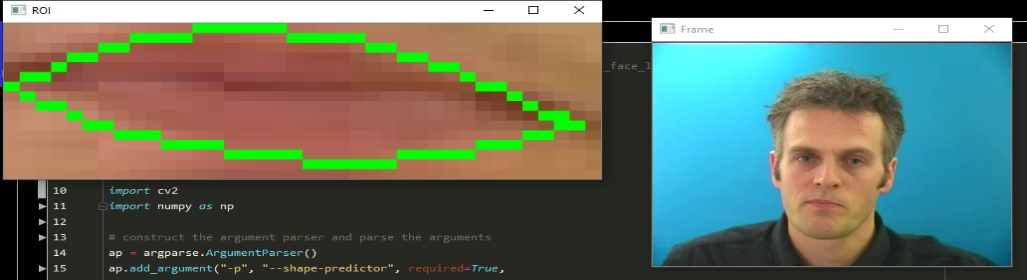 ROI
Frame
_face_l
10 import cv2
11 import numpy as np
12
13 # construct the argument parser and parse the arguments
14 ap = argparse.ArgumentParser()
15 ap.add_argument("-p", "--shape-predictor", required=True,